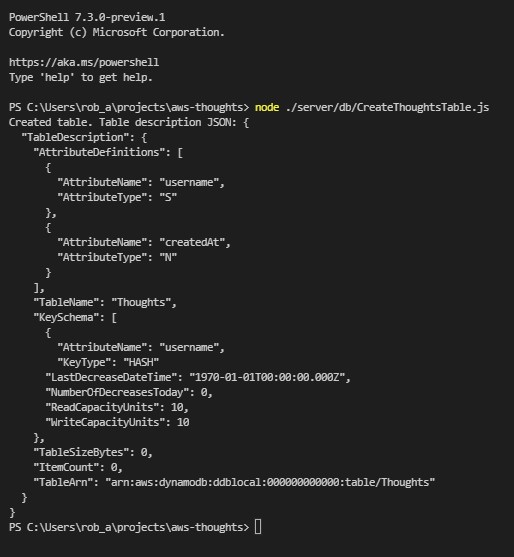 PowerShell 7.3.0-preview.1
Copyright (c) Microsoft Corporation.

https://aka.ms/powershell
Type 'help' to get help.

PS C:\Users\rob_a\projects\aws-thoughts> node ./server/db/CreateThoughtsTable.js
Created table. Table description JSON: {
  "TableDescription": {
    "AttributeDefinitions": [
      {
        "AttributeName": "username",
        "AttributeType": "S"
      },
      {
        "AttributeName": "createdAt",
        "AttributeType": "N"
      }
    ],
    "TableName": "Thoughts",
    "KeySchema": [
      {
        "AttributeName": "username",
        "KeyType": "HASH"
      "LastDecreaseDateTime": "1970-01-01T00:00:00.000Z",
      "NumberOfDecreasesToday": 0,
      "ReadCapacityUnits": 10,
      "WriteCapacityUnits": 10
    },
    "TableSizeBytes": 0,
    "ItemCount": 0,
    "TableArn": "arn:aws:dynamodb:ddblocal:000000000000:table/Thoughts"
  }
}
PS C:\Users\rob_a\projects\aws-thoughts>